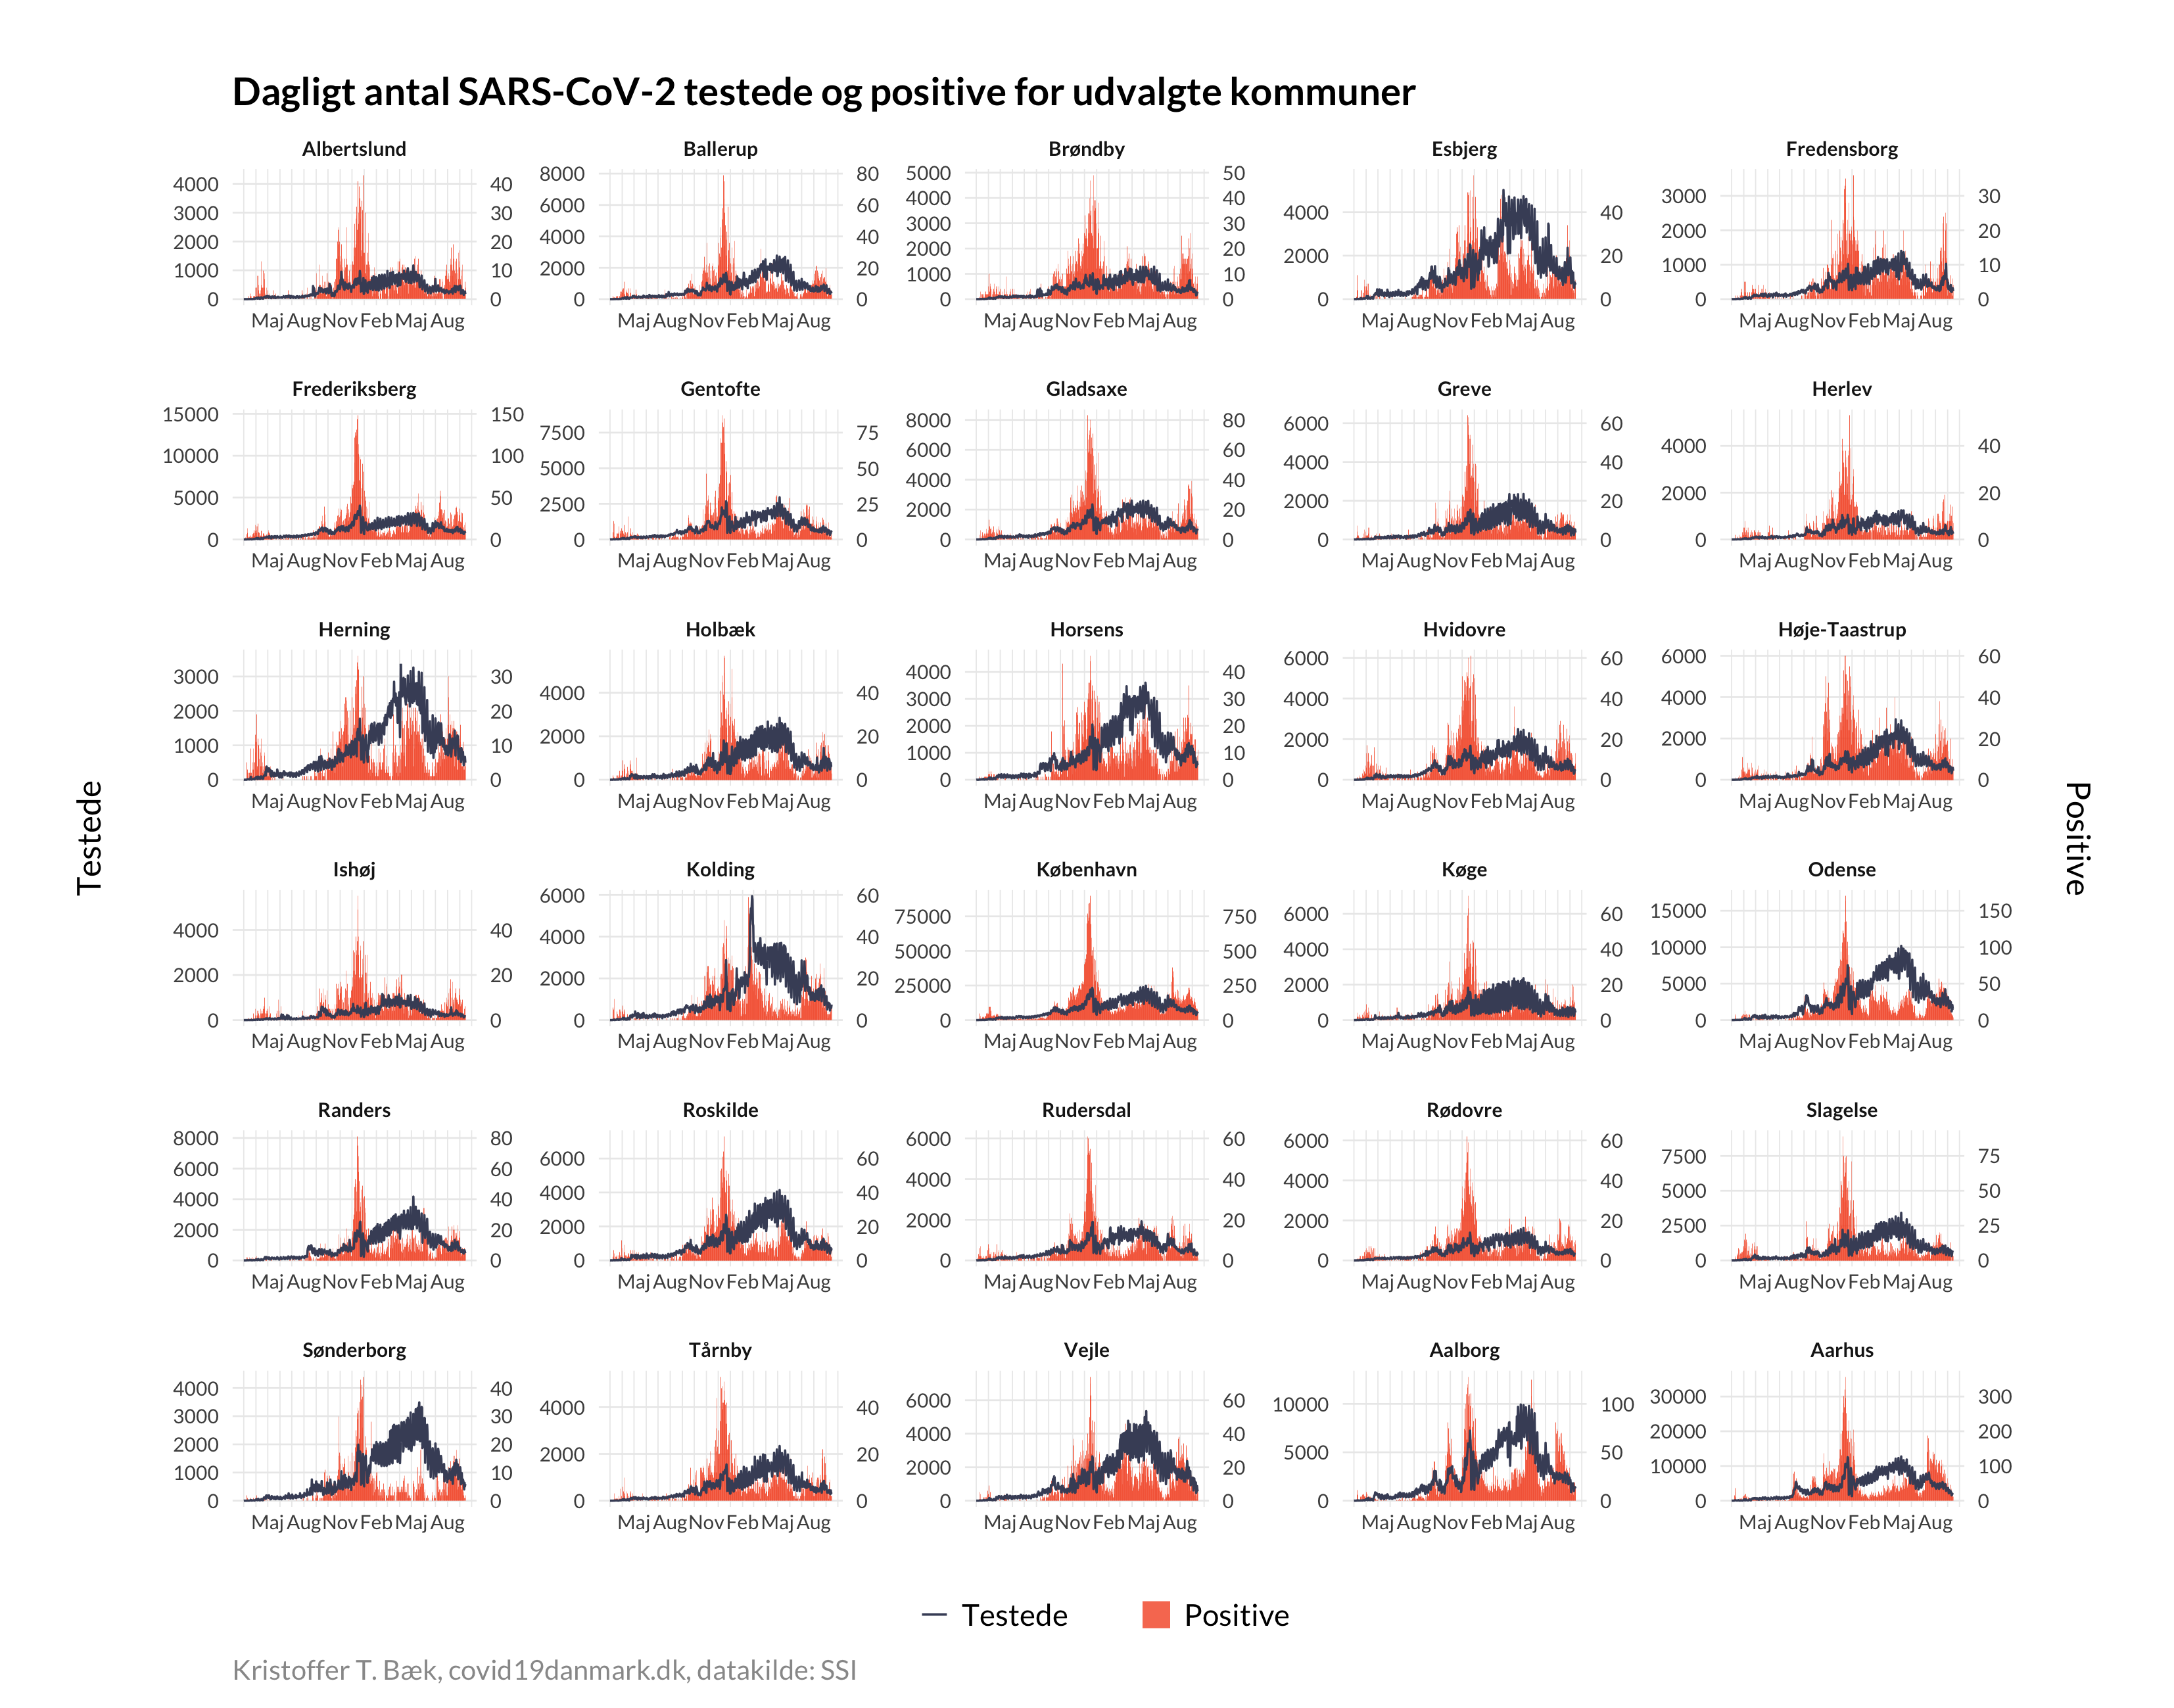 Dagligt antal SARS-CoV-2 testede og positive for udvalgte kommuner
Albertslund Ballerup Brøndby Esbjerg Fredensborg
4000 3000 2000 1000 0 40 30 20 10 0
8000 6000 4000 2000 0 80 60 40 20 0
5000 4000 3000 2000 1000 0 50 40 30 20 10 0
4000 2000 0 40 20 0
3000 2000 1000 0 30 20 10 0
Maj Aug Nov Feb Maj Aug Maj Aug Nov Feb Maj Aug Maj Aug Nov Feb Maj Aug Maj Aug Nov Feb Maj Aug Maj Aug Nov Feb Maj Aug
Frederiksberg Gentofte Gladsaxe Greve Herlev
15000 10000 5000 0 150 100 50 0
7500 5000 2500 0 75 50 25 0
8000 6000 4000 2000 0 80 60 40 20 0
6000 4000 2000 0 60 40 20 0
4000 2000 0 40 20 0
Maj Aug Nov Feb Maj Aug Maj Aug Nov Feb Maj Aug Maj Aug Nov Feb Maj Aug Maj Aug Nov Feb Maj Aug Maj Aug Nov Feb Maj Aug
Herning Holbæk Horsens Hvidovre Høje-Taastrup
3000 2000 1000 0 30 20 10 0
4000 2000 0 40 20 0
4000 3000 2000 1000 0 40 30 20 10 0
6000 4000 2000 0 60 40 20 0
6000 4000 2000 0 60 40 20 0
Maj Aug Nov Feb Maj Aug Maj Aug Nov Feb Maj Aug Maj Aug Nov Feb Maj Aug Maj Aug Nov Feb Maj Aug Maj Aug Nov Feb Maj Aug
Testede
Positive
Ishøj Kolding København Køge Odense
4000 2000 0 40 20 0
6000 4000 2000 0 60 40 20 0
75000 50000 25000 0 750 500 250 0
6000 4000 2000 0 60 40 20 0
15000 10000 5000 0 150 100 50 0
Maj Aug Nov Feb Maj Aug Maj Aug Nov Feb Maj Aug Maj Aug Nov Feb Maj Aug Maj Aug Nov Feb Maj Aug Maj Aug Nov Feb Maj Aug
Randers Roskilde Rudersdal Rødovre Slagelse
8000 6000 4000 2000 0 80 60 40 20 0
6000 4000 2000 0 60 40 20 0
6000 4000 2000 0 60 40 20 0
6000 4000 2000 0 60 40 20 0
7500 5000 2500 0 75 50 25 0
Maj Aug Nov Feb Maj Aug Maj Aug Nov Feb Maj Aug Maj Aug Nov Feb Maj Aug Maj Aug Nov Feb Maj Aug Maj Aug Nov Feb Maj Aug
Sønderborg Tårnby Vejle Aalborg Aarhus
4000 3000 2000 1000 0 40 30 20 10 0
4000 2000 0 40 20 0
6000 4000 2000 0 60 40 20 0
10000 5000 0 100 50 0
30000 20000 10000 0 300 200 100 0
Maj Aug Nov Feb Maj Aug Maj Aug Nov Feb Maj Aug Maj Aug Nov Feb Maj Aug Maj Aug Nov Feb Maj Aug Maj Aug Nov Feb Maj Aug
Testede Positive
Kristoffer T. Bæk, covid19danmark.dk, datakilde: SSI